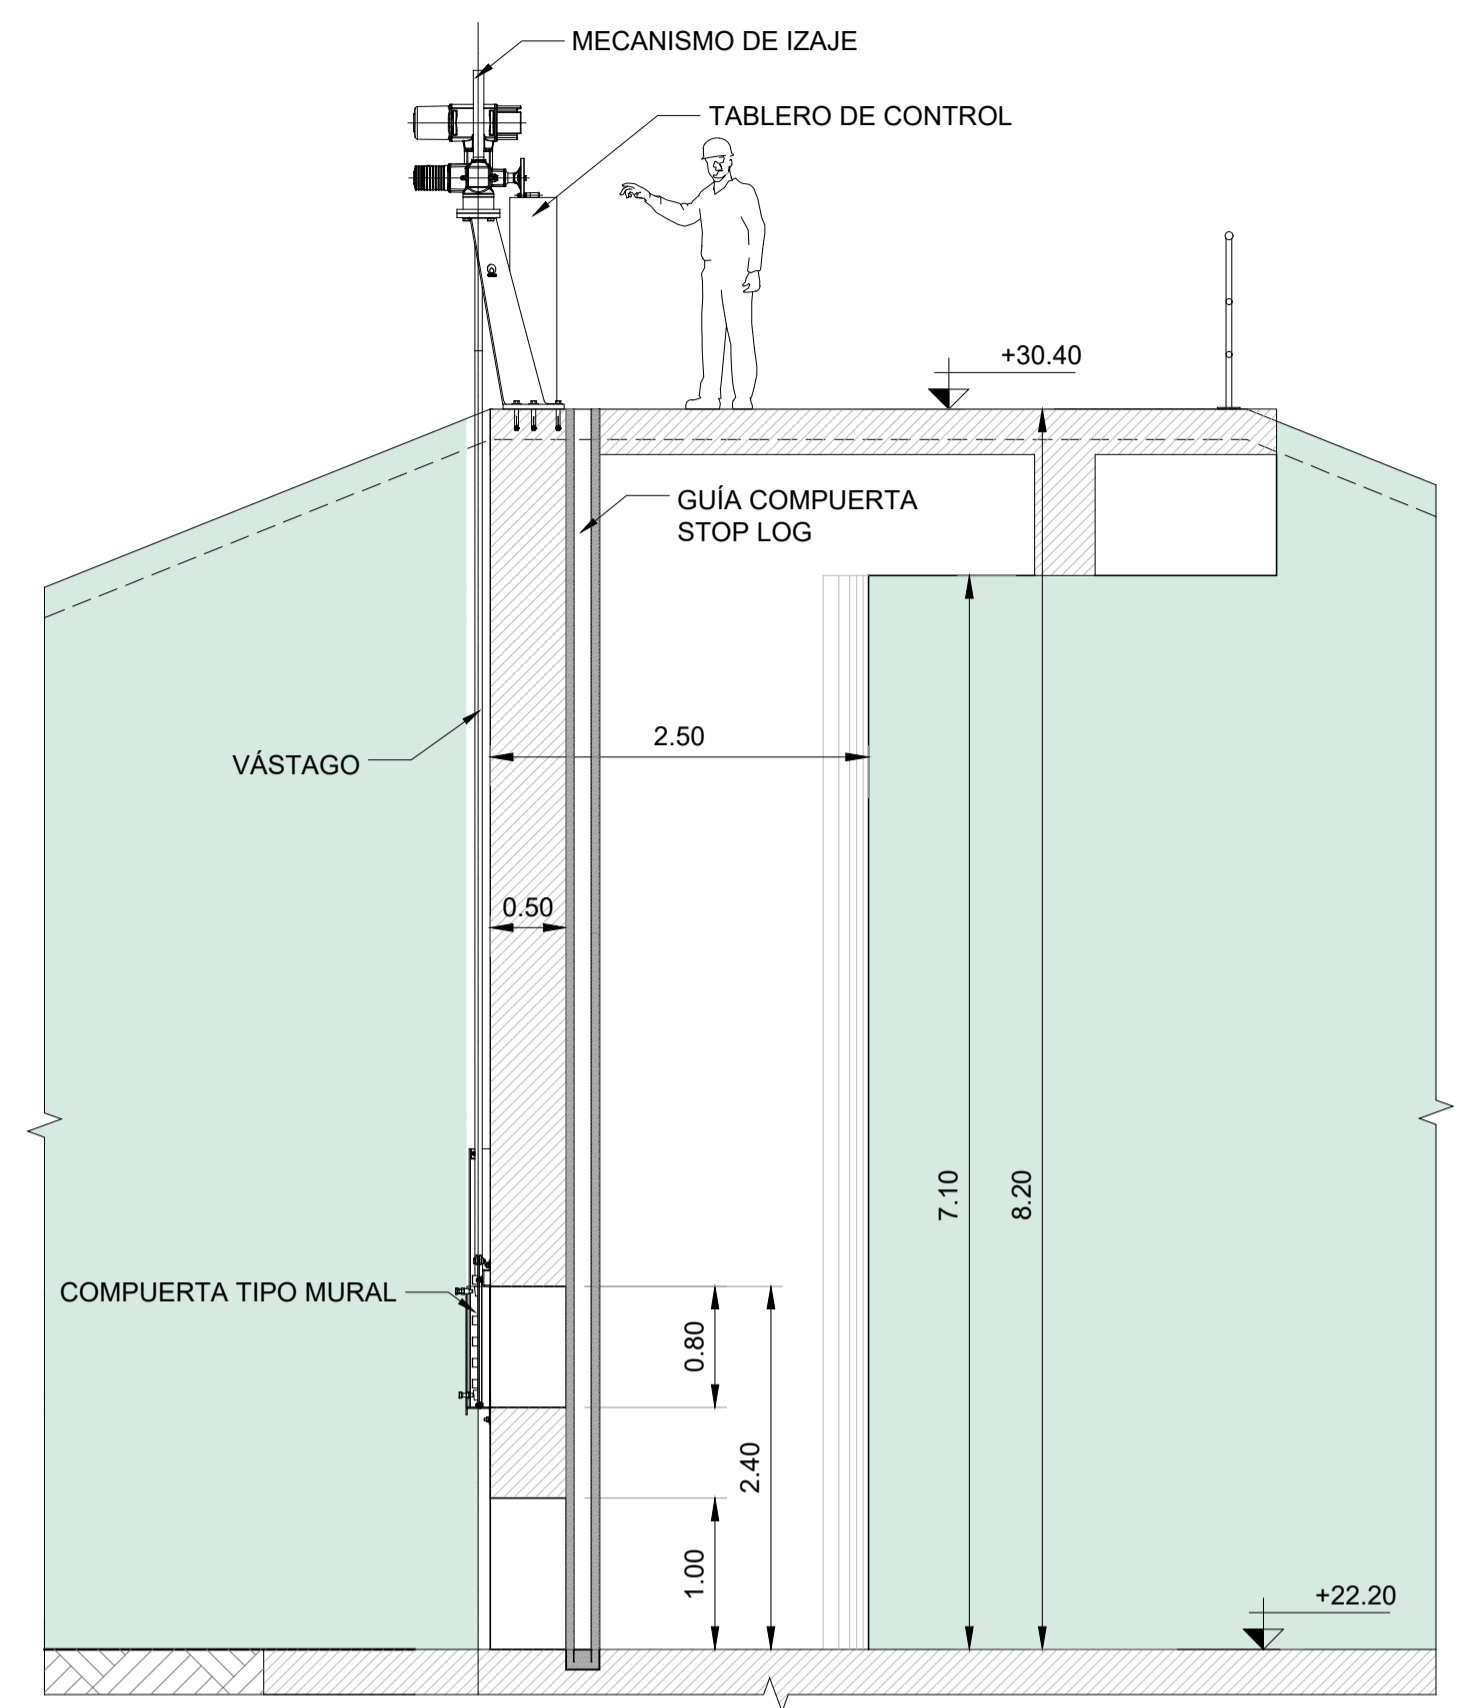 MECANISMO DE IZAJE
TABLERO DE CONTROL
+30.40
GUÍA COMPUERTA
STOP LOG
2.50
VÁSTAGO
0.50
7.10
8.20
COMPUERTA TIPO MURAL
0.80
2.40
1.00
+22.20